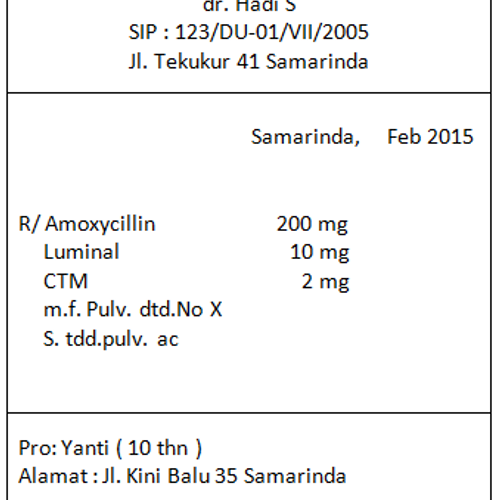 dr. Hadi S
SIP : 123/DU-01/VII/2005
Jl. Tekukur 41 Samarinda
Samarinda, Feb 2015
R/ Amoxycillin 200 mg
Luminal 10 mg
CTM 2 mg
m.f. Pulv. dtd.No X
S. tdd.pulv. ac
Pro: Yanti ( 10 thn )
Alamat : Jl. Kini Balu 35 Samarinda